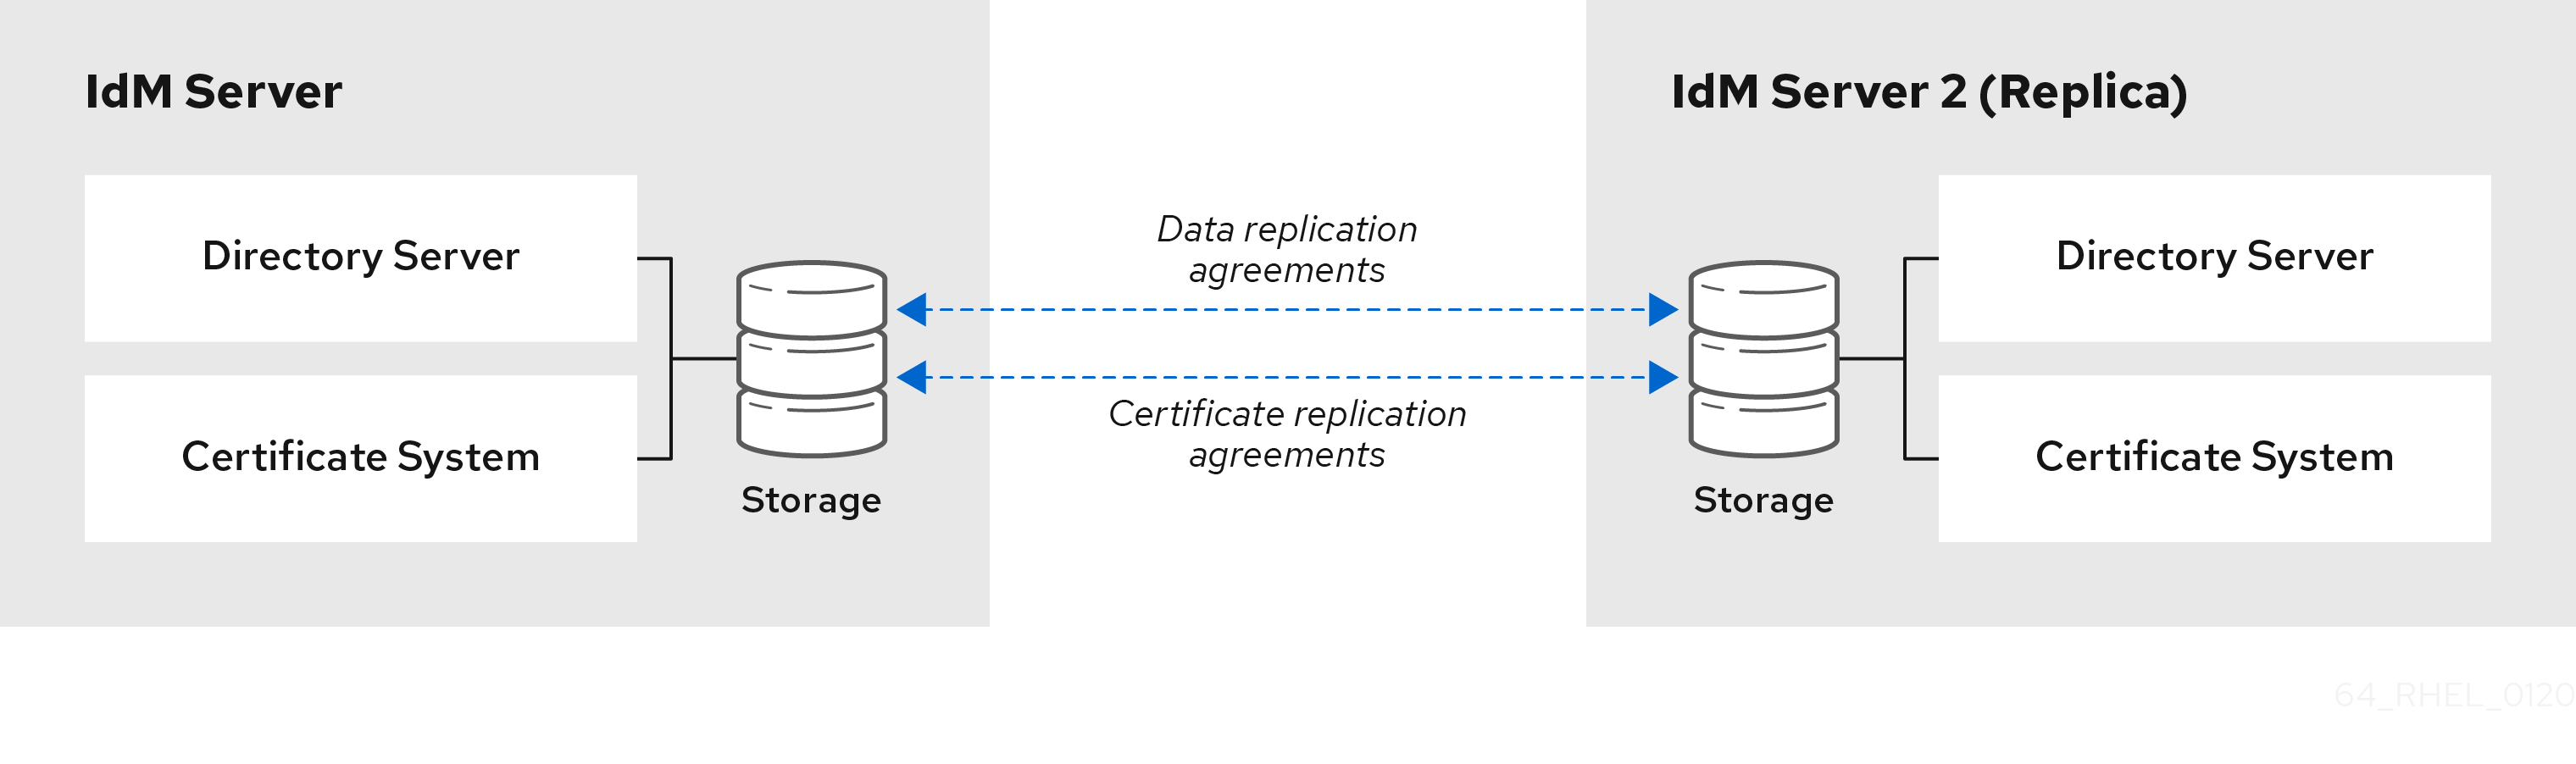 IdM Server
Directory Server
Certificate System
Storage
Data replication
agreements
Certificate replication
agreements
IdM Server 2 (Replica)
Storage
Directory Server
Certificate System
64_RHEL_0120